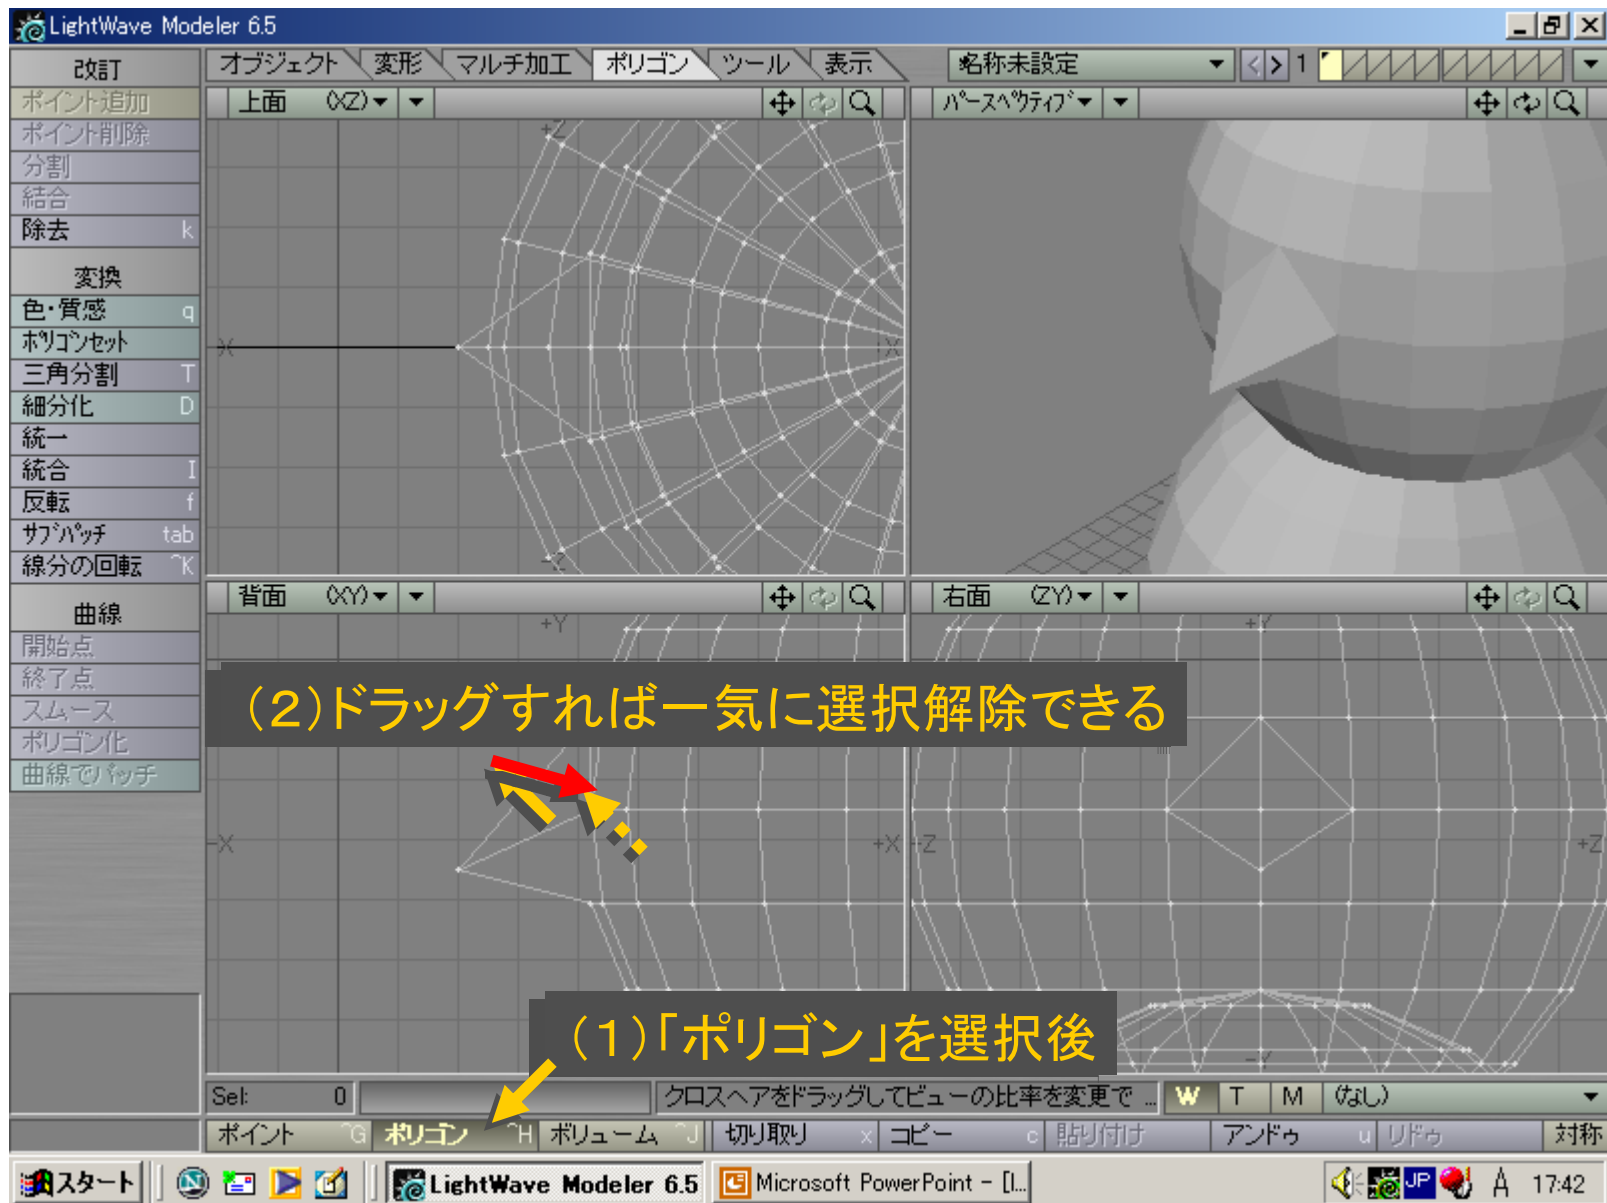 LightWave Modeler 6.5
改訂
オブジェクト 変形 マルチ加工 ポリゴン ツール 表示 名称未設定 1
ポイント追加
上面 (XZ) パースペクティブ
ポイント削除
分割
結合
除去 k
変換
色・質感 q
ポリゴンセット
三角分割 T
細分化 D
統一
統合 I
反転 f
サブパッチ tab
線分の回転 ^K
+Z
-X
+X
-Z
背面 (XY) 右面 (ZY)
曲線
開始点
終了点
スムース
ポリゴン化
曲線でパッチ
+Y +Y
(2)ドラッグすれば一気に選択解除できる
-X +X -Z +Z
(1)「ポリゴン」を選択後
-Y
Sel: 0 クロスヘアをドラッグしてビューの比率を変更で ... W T M (なし)
ポイント ^G ポリゴン ^H ボリューム ^J 切り取り x コピー c 貼り付け アンドゥ u リドゥ 対称
スタート LightWave Modeler 6.5 Microsoft PowerPoint - [l... JP A 17:42